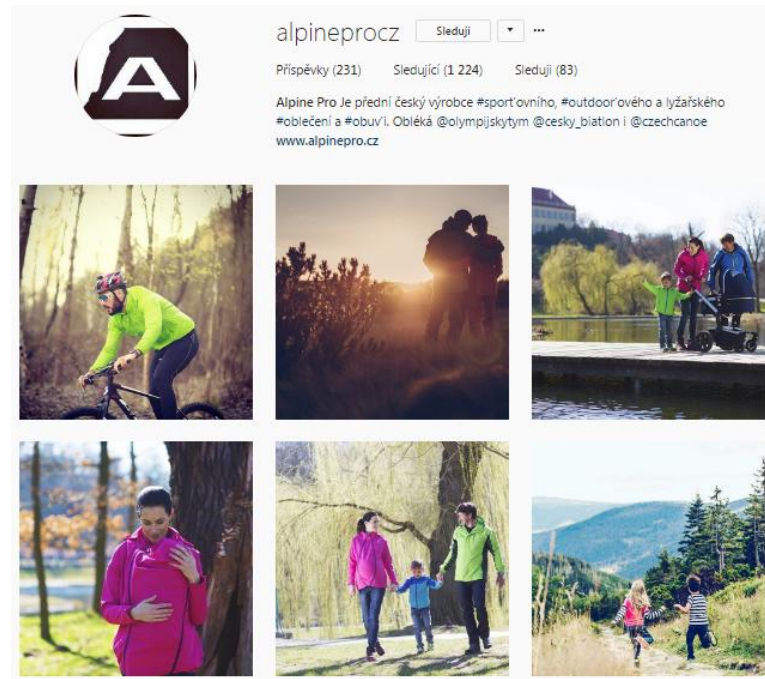 alpineprocz Sleduji
Příspěvky (231) Sledující (1 224) Sleduji (83)
Alpine Pro Je přední český výrobce #sport'ovního, #outdoor'ového a lyžařského
#oblečení a #obuv'i. Obléká @olympijskytym @cesky_biatlon i @czechcanoe
www.alpinepro.cz